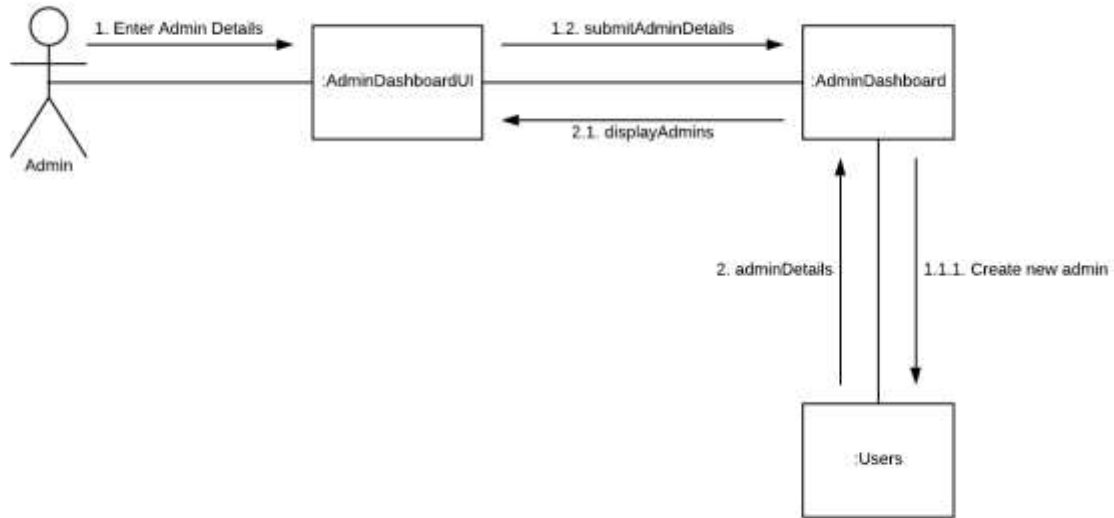 1. Enter Admin Details
1.2. submitAdminDetails
:AdminDashboardUI
:AdminDashboard
2.1. displayAdmins
Admin
2. adminDetails
1.1.1. Create new admin
:Users